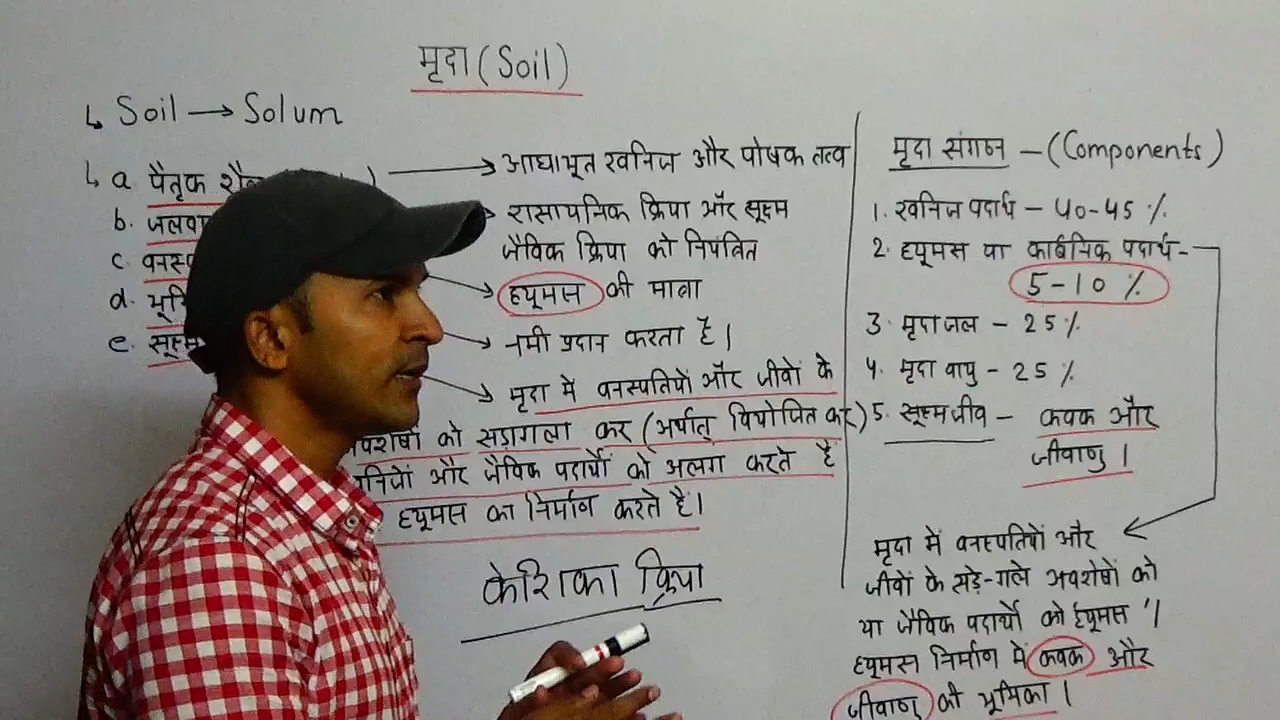 मृदा (Soil)
↳ Soil → Solum
↳ a. पैतृक → आधाभूत खनिज और पोषक तत्व
b. → रासायनिक क्रिया और सूक्ष्म
जैविक क्रिया को नियंत्रित
c. → ह्यूमस की मात्रा
d. → नमी प्रदान करता है।
e. → मृदा में वनस्पतियों और जीवों के
को सड़ागला कर (अर्थात् वियोजित कर)
और जैविक पदार्थों को अलग करते है
ह्यूमस का निर्माण करते है।
केशिका क्रिया
मृदा संगठन – (Components)
1. खनिज पदार्थ – 40-45 %
2. ह्यूमस या कार्बनिक पदार्थ -
5-10 %
3. मृदा जल – 25 %
4. मृदा वायु - 25 %
5. सूक्ष्मजीव – कवक और
जीवाणु।
मृदा में वनस्पतियों और
जीवों के सड़े-गले अवशेषों को
या जैविक पदार्थों को ह्यूमस '।
ह्यूमस निर्माण में कवक और
जीवाणु की भूमिका।